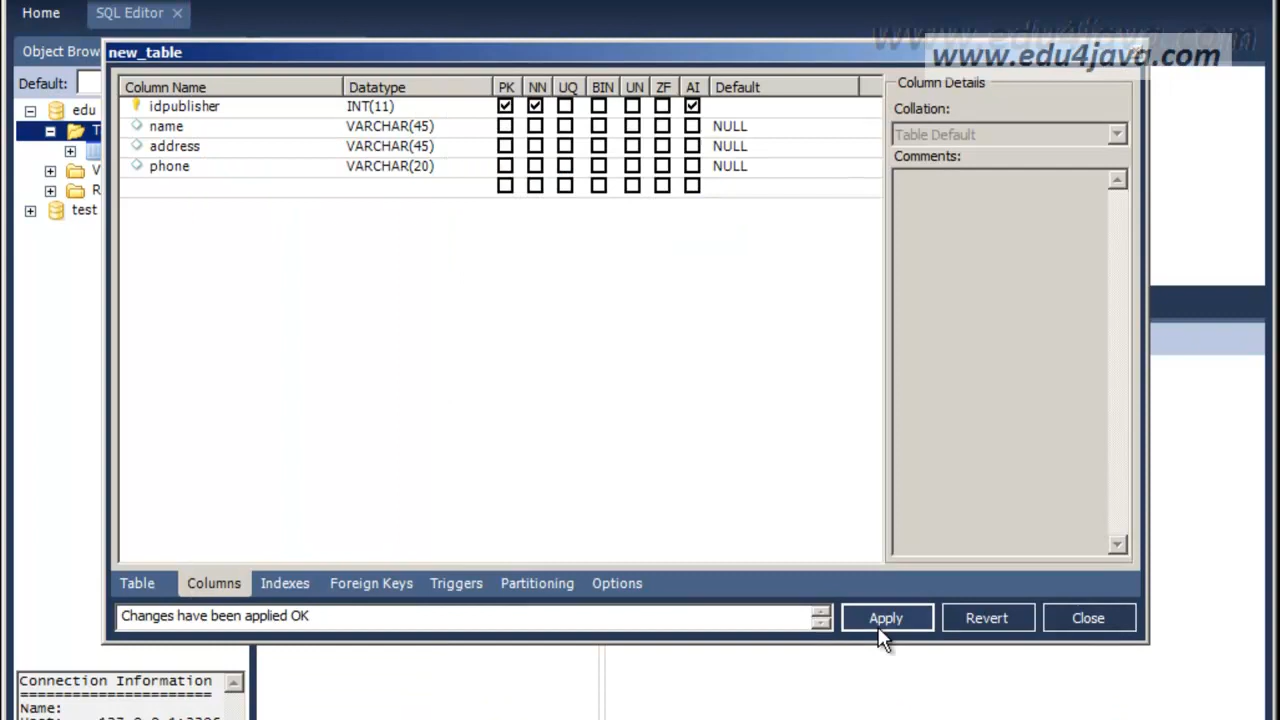 Home
SQL Editor
www.edu4java.com
Object Brow
new_table
www.edu4java.com
Default:
Column Name Datatype PK NN UQ BIN UN ZF AI Default
Column Details
idpublisher INT(11)
Collation:
name VARCHAR(45) NULL
Table Default
address VARCHAR(45) NULL
Comments:
phone VARCHAR(20) NULL
edu
T
V
R
test
Table Columns Indexes Foreign Keys Triggers Partitioning Options
Changes have been applied OK
Apply Revert Close
Connection Information
======================
Name: